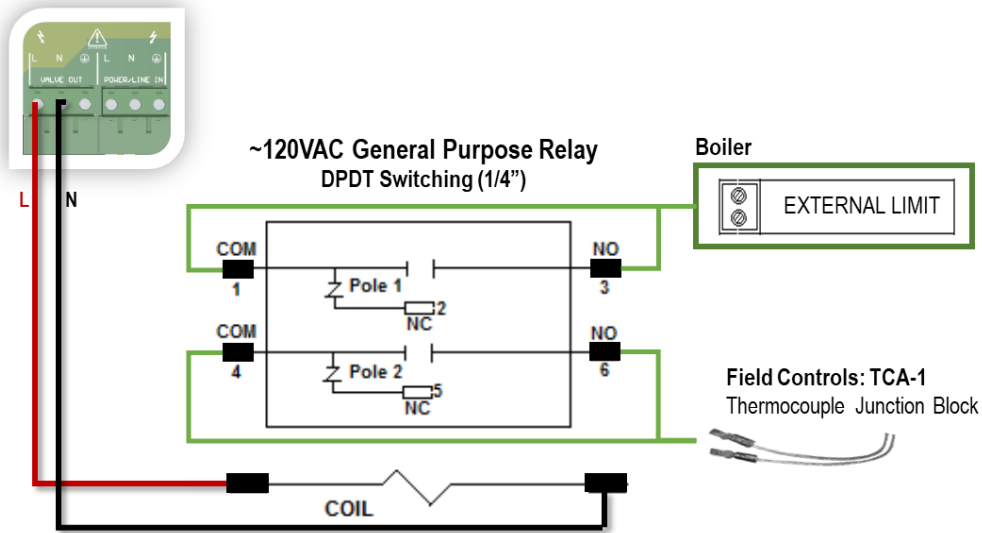 L N ⏚ L N ⏚
VALVE OUT POWER/LINE IN
L N
~120VAC General Purpose Relay
DPDT Switching (1/4”)
Boiler
EXTERNAL LIMIT
COM
1
NO
3
Pole 1
2
NC
COM
4
NO
6
Pole 2
5
NC
Field Controls: TCA-1
Thermocouple Junction Block
COIL